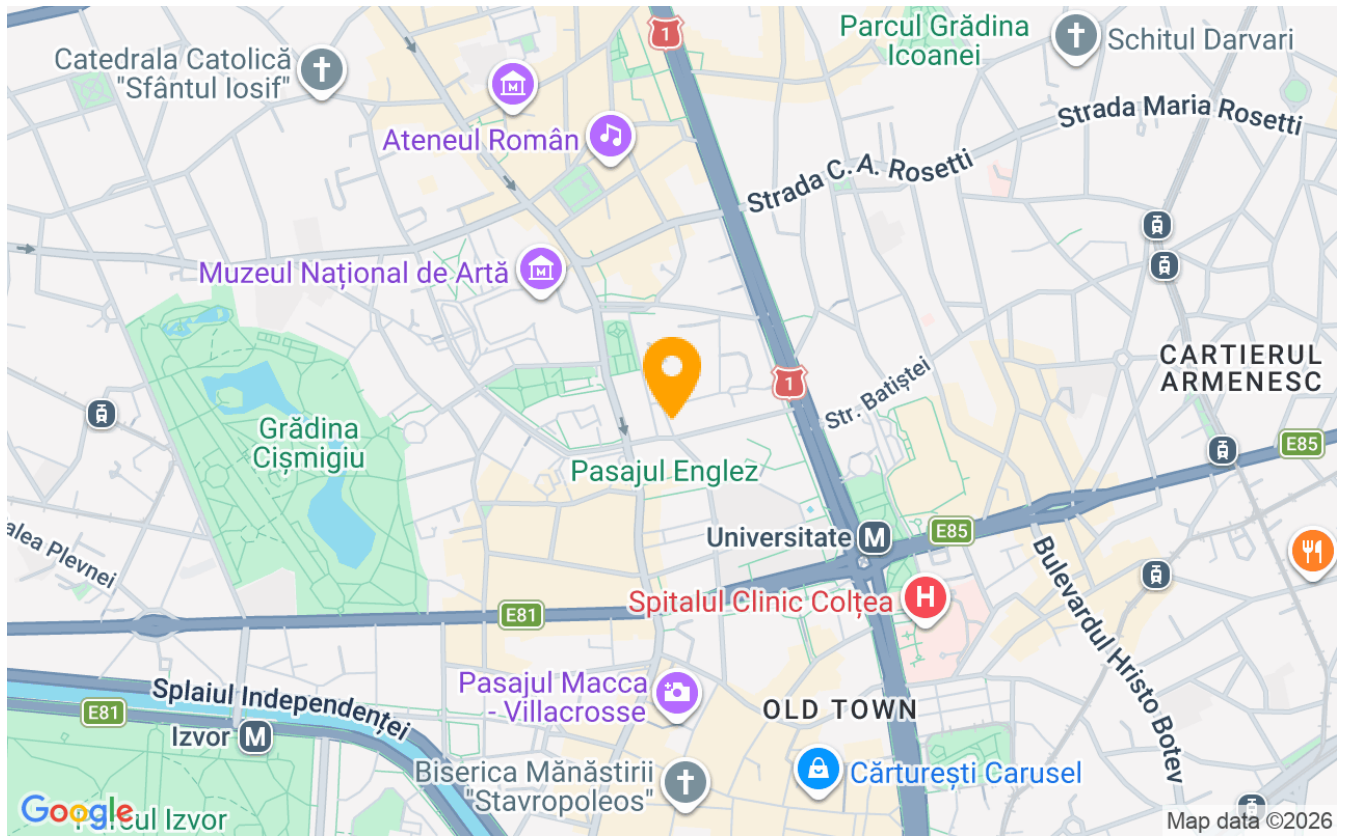 1
Parcul Grădina
Icoanei
Schitul Darvari
Catedrala Catolică
"Sfântul Iosif"
Strada Maria Rosetti
Ateneul Român
Strada C. A. Rosetti
Muzeul Național de Artă
CARTIERUL
ARMENESC
1
Str. Batiștei
Grădina
Cișmigiu
E85
Pasajul Englez
Universitate
M
E85
alea Plevnei
Bulevardul Hristo Botev
Spitalul Clinic Colțea
H
E81
Splaiul Independenței
Pasajul Macca
- Villacrosse
OLD TOWN
E81
Izvor
M
Biserica Mănăstirii
"Stavropoleos"
Cărturești Carusel
Google
cul Izvor
Map data ©2026